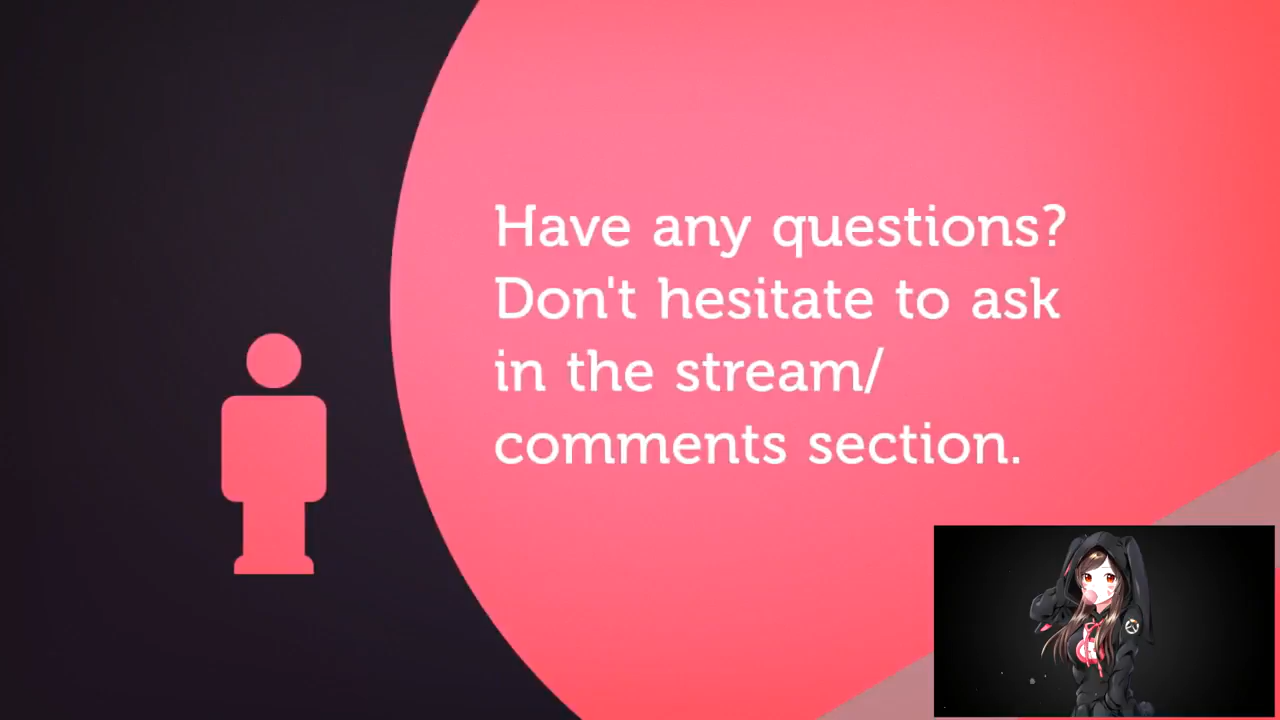 Have any questions?
Don't hesitate to ask
in the stream/
comments section.